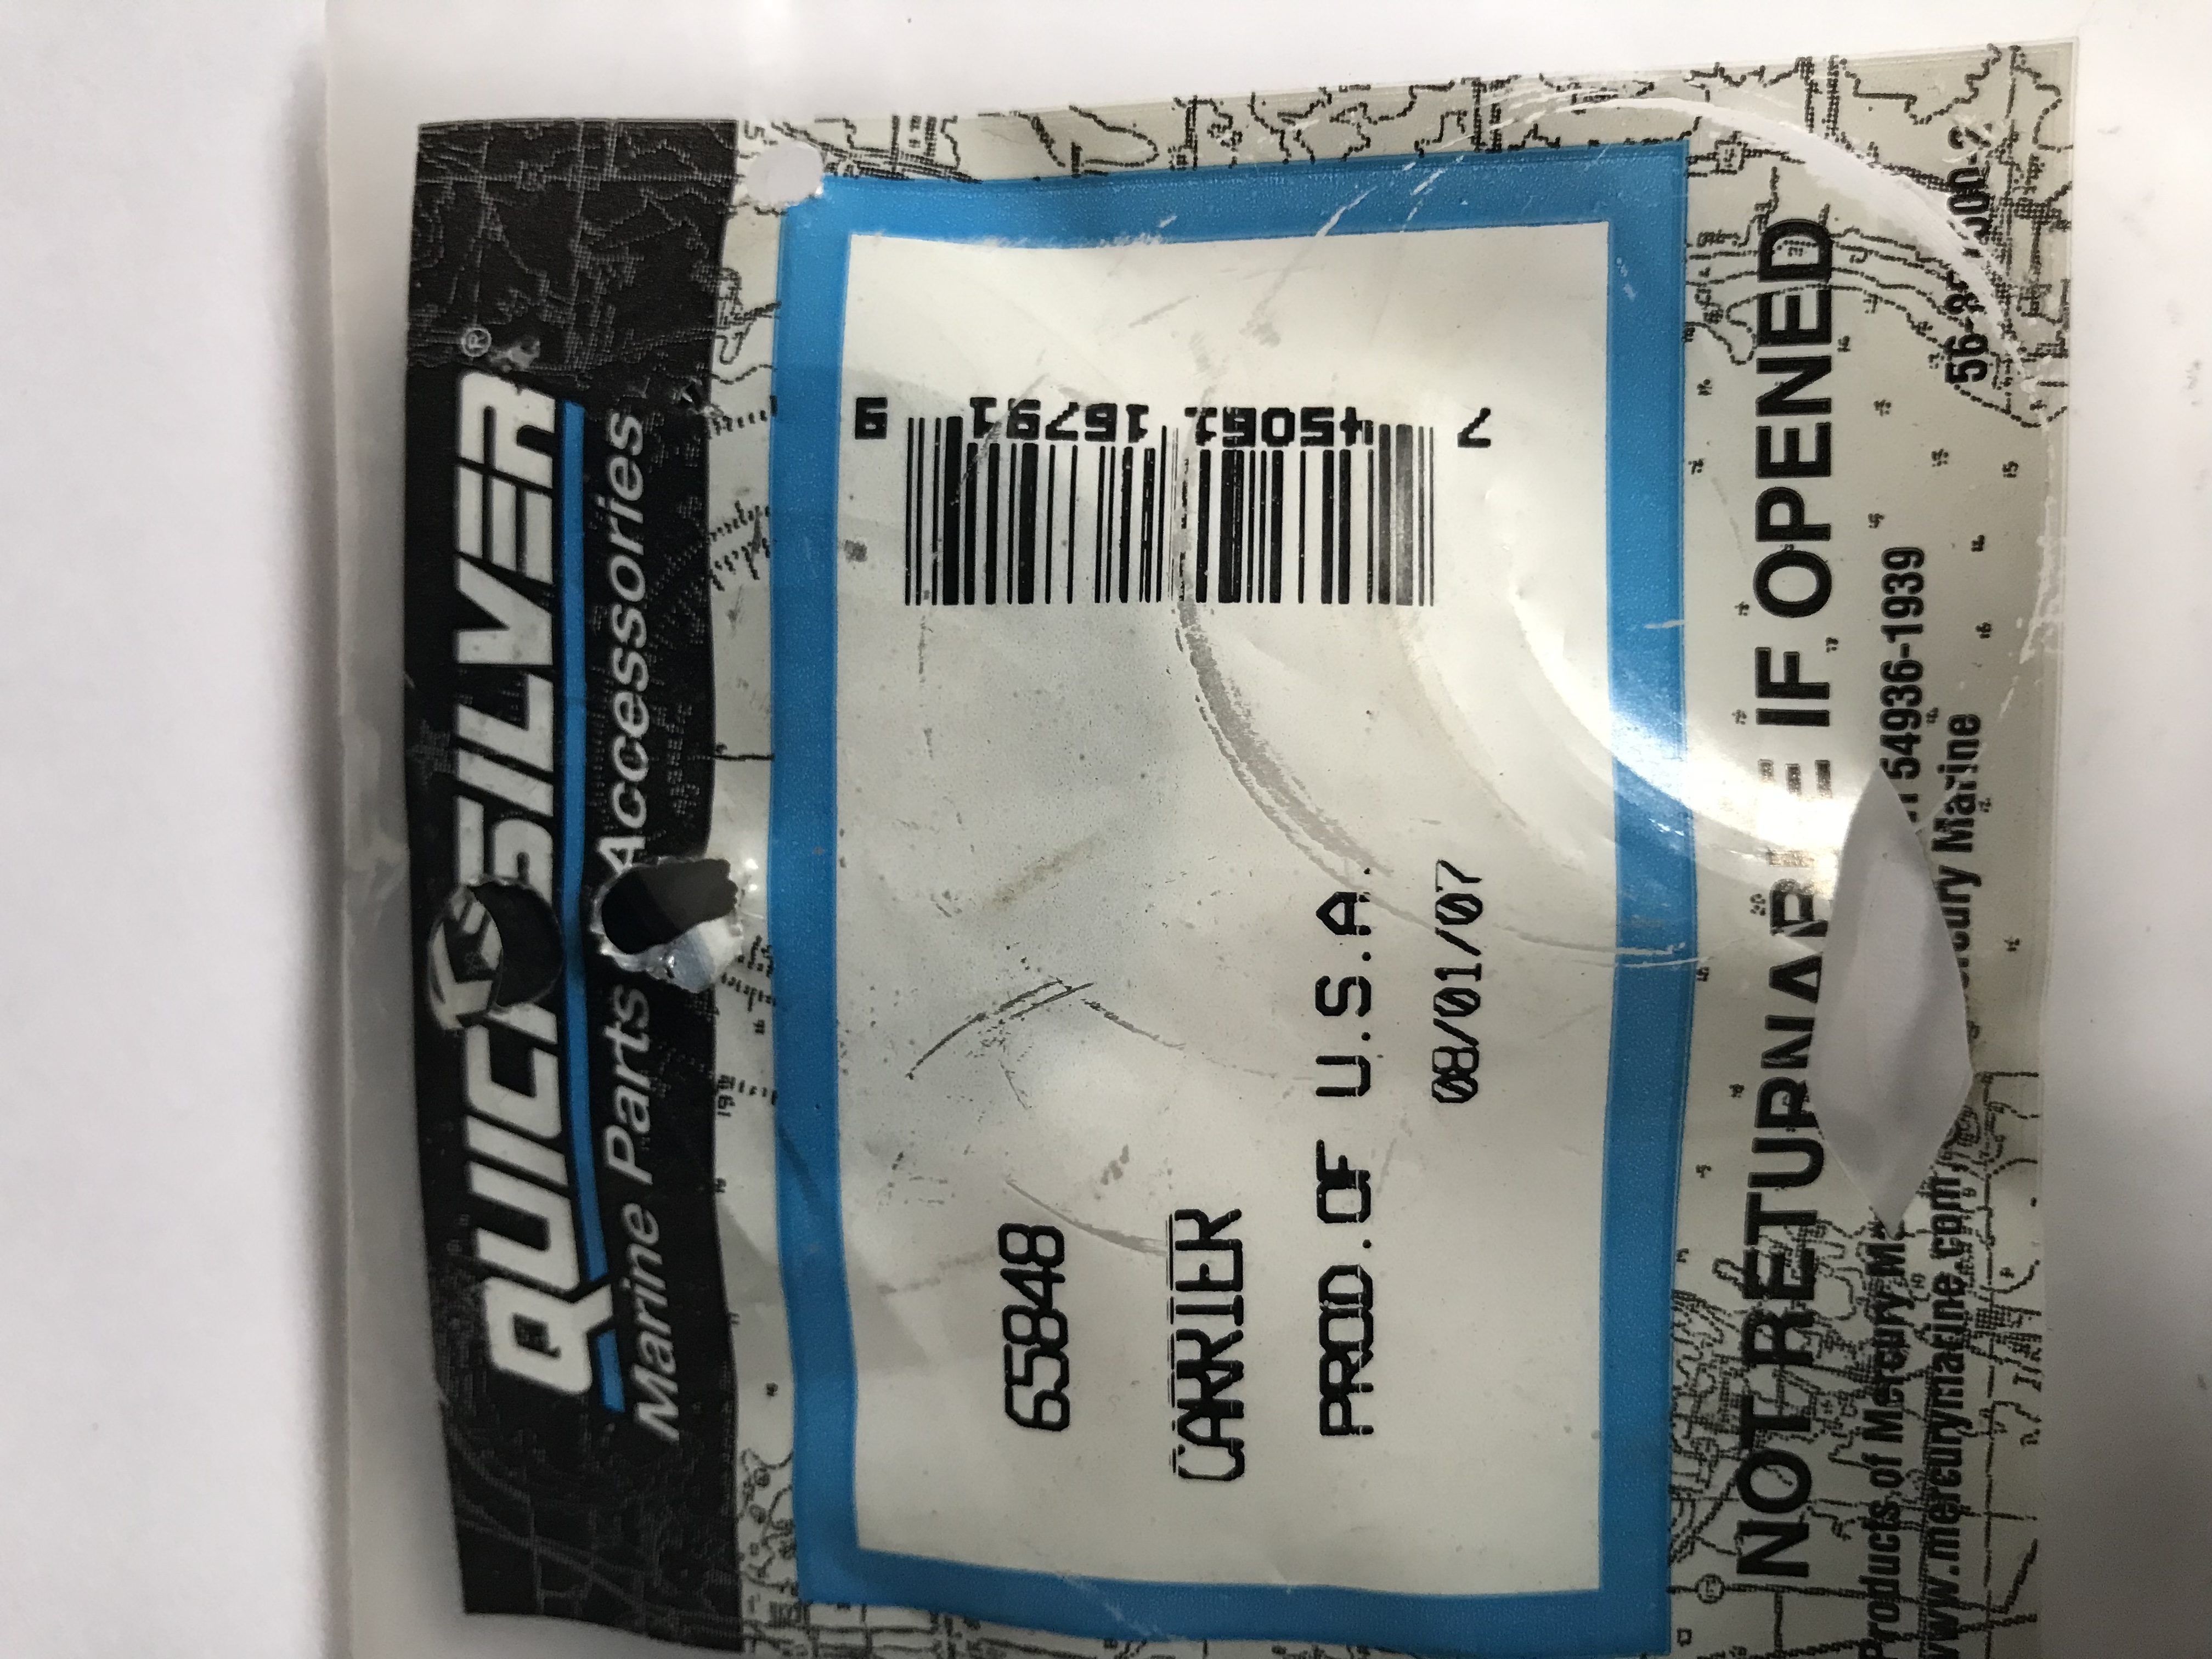 QUICKSILVER®
Marine Parts Accessories
65848
CARRIER
PROD.OF U.S.A.
08/01/07
7 45061 16791 9
NOT RETURNABLE IF OPENED
Products of Mercury 54936-1939
www.mercurymarine.com Mercury Marine